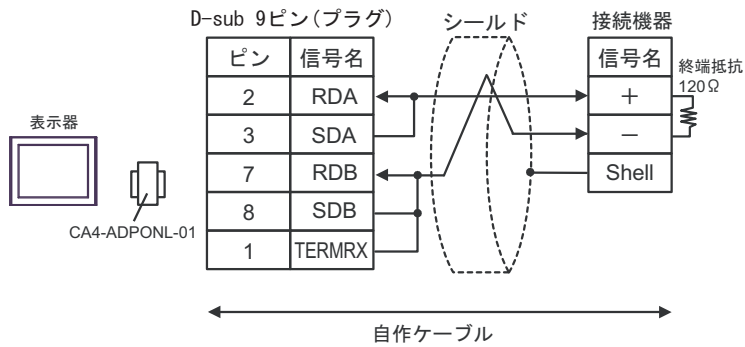 D-sub 9ピン(プラグ)
シールド
接続機器
ピン 信号名
信号名
終端抵抗
120Ω
2 RDA
+
3 SDA
−
7 RDB
Shell
8 SDB
1 TERMRX
表示器
CA4-ADPONL-01
自作ケーブル